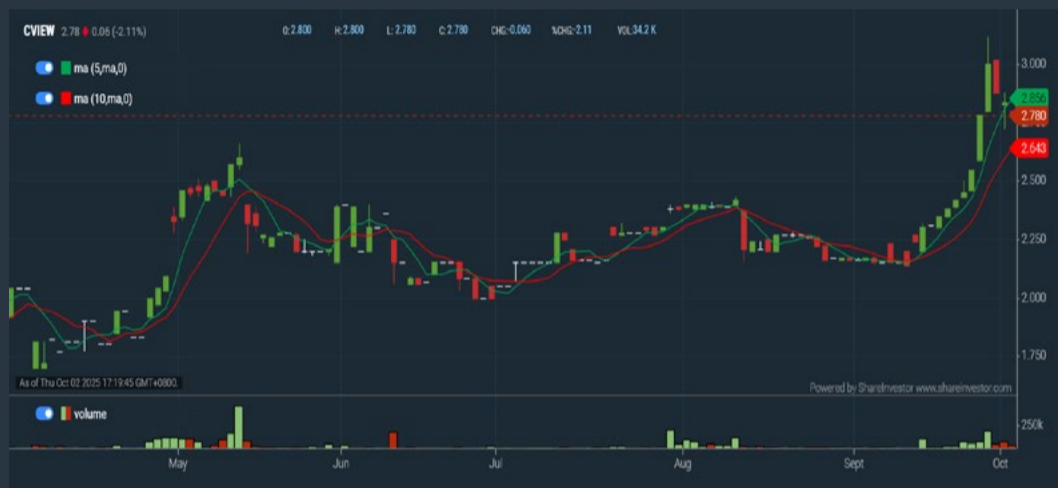 CVIEW 2.78 0.06 (-2.11%) O: 2.800 H: 2.800 L: 2.780 C: 2.780 CHG:-0.060 %CHG:-2.11 VOL:34.2 K
ma (5,ma,0)
ma (10,ma,0)
3.000
2.856
2.780
2.643
2.500
2.250
2.000
1.750
As of Thu Oct 02 2025 17:19:45 GMT+0800.
Powered by ShareInvestor www.shareinvestor.com
volume
250k
May Jun Jul Aug Sept Oct